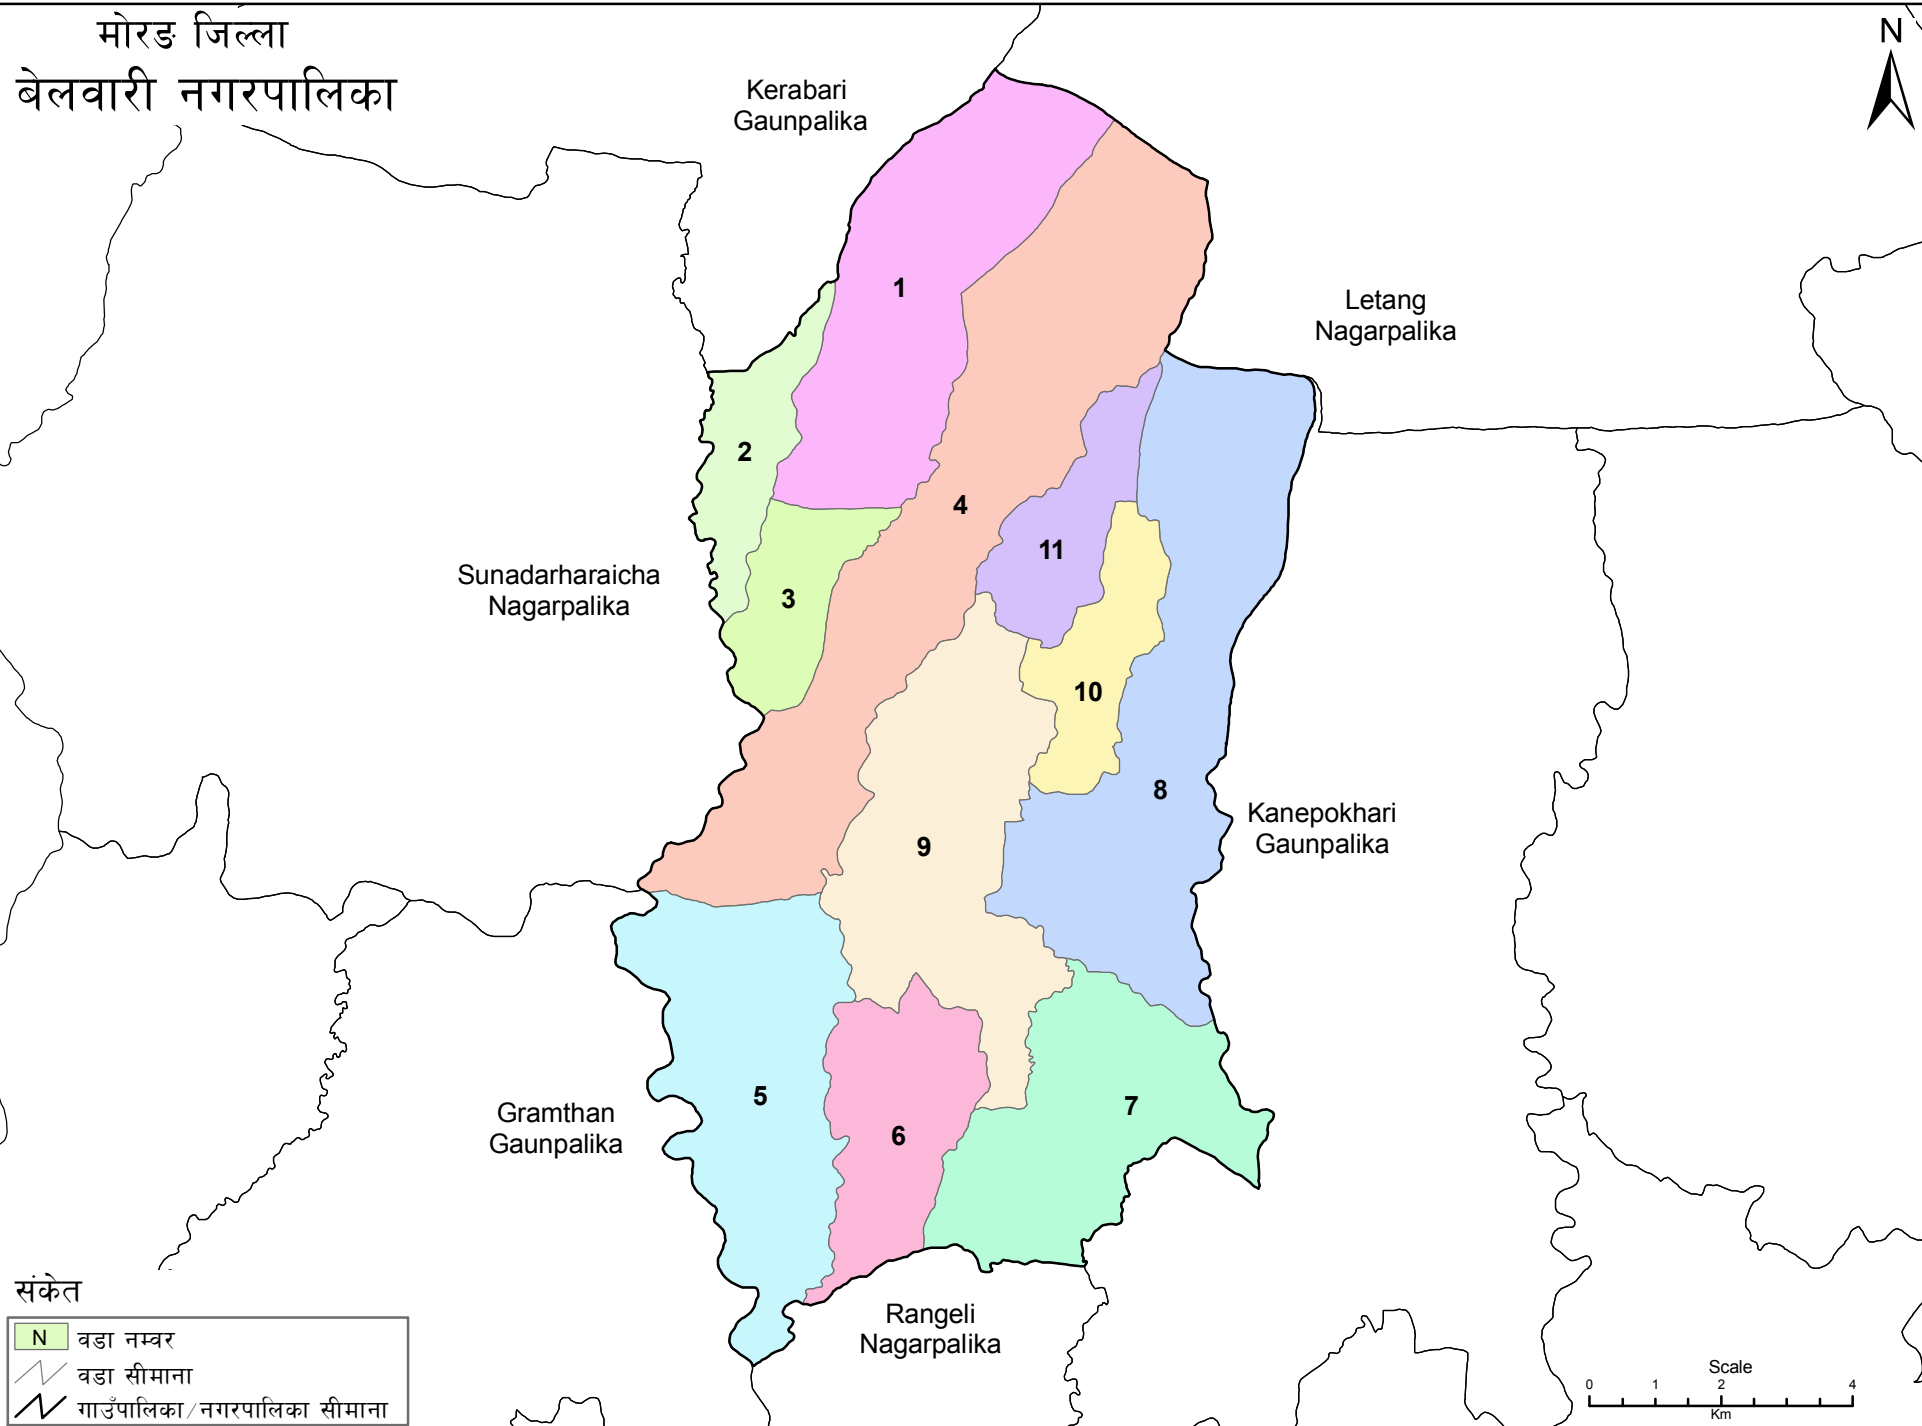 मोरङ जिल्ला
बेलवारी नगरपालिका
N
Kerabari
Gaunpalika
1
Letang
Nagarpalika
2
4
11
Sunadarharaicha
Nagarpalika
3
10
8
Kanepokhari
Gaunpalika
9
5
7
Gramthan
Gaunpalika
6
Rangeli
Nagarpalika
संकेत
N वडा नम्वर
वडा सीमाना
गाउँपालिका/नगरपालिका सीमाना
Scale
0 1 2 4
Km